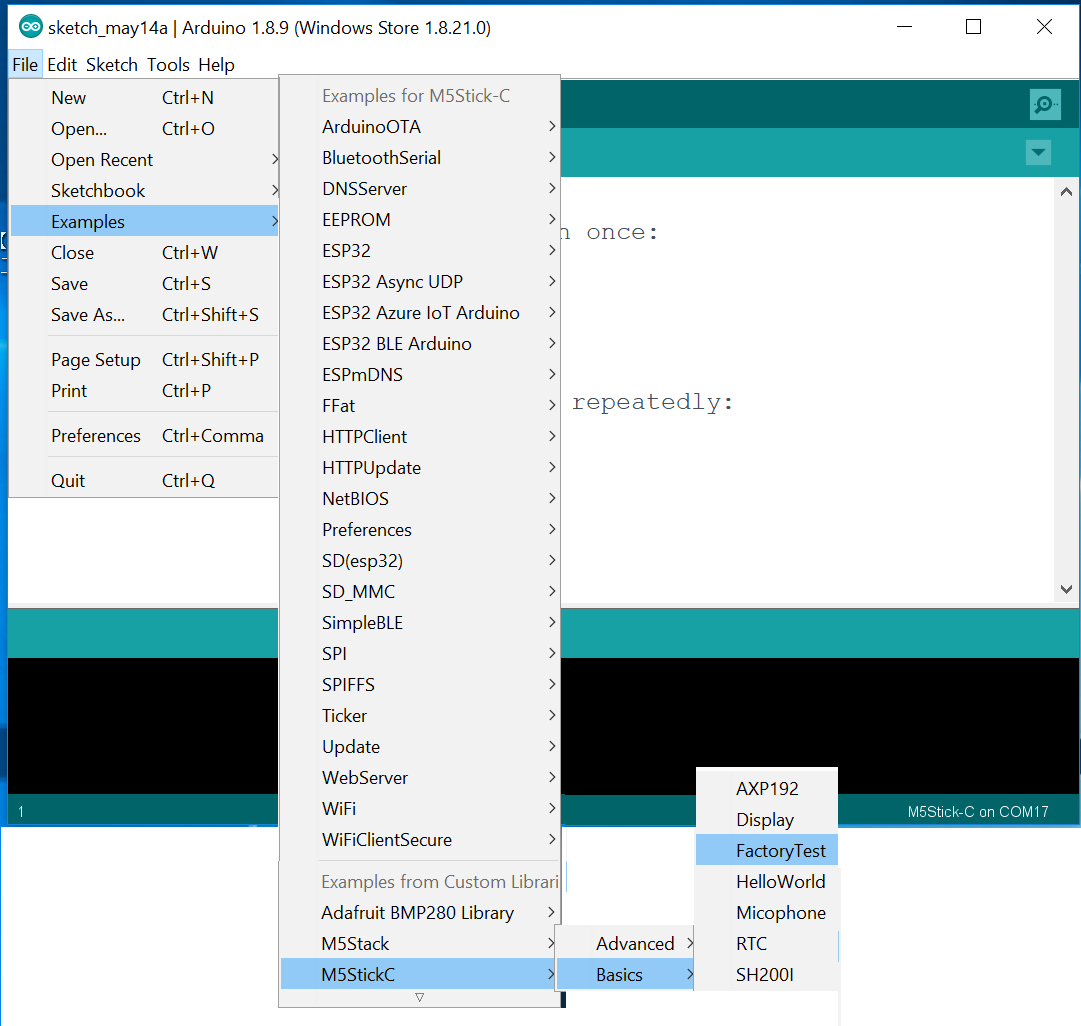 sketch_may14a | Arduino 1.8.9 (Windows Store 1.8.21.0)
File Edit Sketch Tools Help
New Ctrl+N
Open... Ctrl+O
Open Recent
Sketchbook
Examples
Close Ctrl+W
Save Ctrl+S
Save As... Ctrl+Shift+S
Page Setup Ctrl+Shift+P
Print Ctrl+P
Preferences Ctrl+Comma
Quit Ctrl+Q
Examples for M5Stick-C
ArduinoOTA
BluetoothSerial
DNSServer
EEPROM
ESP32
ESP32 Async UDP
ESP32 Azure IoT Arduino
ESP32 BLE Arduino
ESPmDNS
FFat
HTTPClient
HTTPUpdate
NetBIOS
Preferences
SD(esp32)
SD_MMC
SimpleBLE
SPI
SPIFFS
Ticker
Update
WebServer
WiFi
WiFiClientSecure
Examples from Custom Librari
Adafruit BMP280 Library
M5Stack
M5StickC
Advanced
Basics
AXP192
Display
FactoryTest
HelloWorld
Micophone
RTC
SH200I
n once:
repeatedly:
1
M5Stick-C on COM17